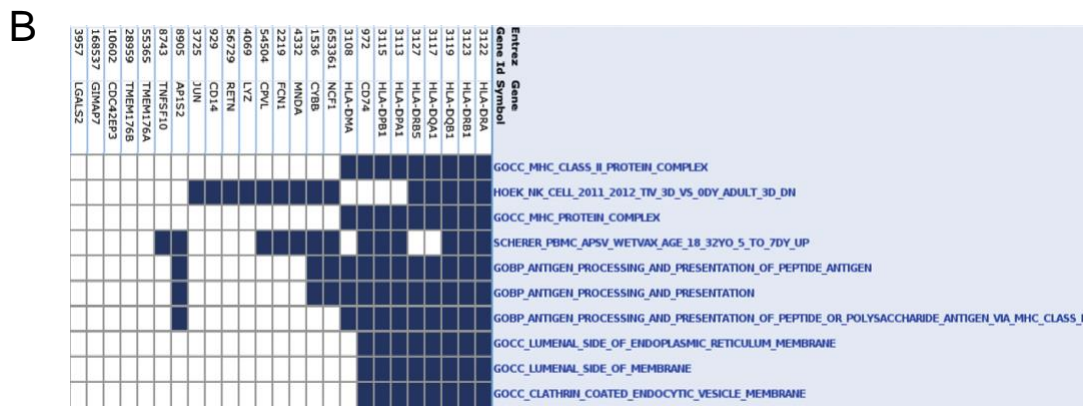 B
Entrez Gene
Gene Id Symbol
3122 HLA-DRA
3123 HLA-DRB1
3119 HLA-DQB1
3117 HLA-DQA1
3127 HLA-DRB5
3113 HLA-DPA1
3115 HLA-DPB1
972 CD74
3108 HLA-DMA
653361 NCF1
1536 CYBB
4332 MNDA
2219 FCN1
54504 CPVL
4069 LYZ
56729 RETN
929 CD14
3725 JUN
8905 AP1S2
8743 TNFSF10
55365 TMEM176A
28959 TMEM176B
10602 CDC42EP3
168537 GIMAP7
3957 LGALS2
GOCC_MHC_CLASS_II_PROTEIN_COMPLEX
HOEK_NK_CELL_2011_2012_TIV_3D_VS_0DY_ADULT_3D_DN
GOCC_MHC_PROTEIN_COMPLEX
SCHERER_PBMC_APSV_WETVAX_AGE_18_32YO_5_TO_7DY_UP
GOBP_ANTIGEN_PROCESSING_AND_PRESENTATION_OF_PEPTIDE_ANTIGEN
GOBP_ANTIGEN_PROCESSING_AND_PRESENTATION
GOBP_ANTIGEN_PROCESSING_AND_PRESENTATION_OF_PEPTIDE_OR_POLYSACCHARIDE_ANTIGEN_VIA_MHC_CLASS_I
GOCC_LUMENAL_SIDE_OF_ENDOPLASMIC_RETICULUM_MEMBRANE
GOCC_LUMENAL_SIDE_OF_MEMBRANE
GOCC_CLATHRIN_COATED_ENDOCYTIC_VESICLE_MEMBRANE